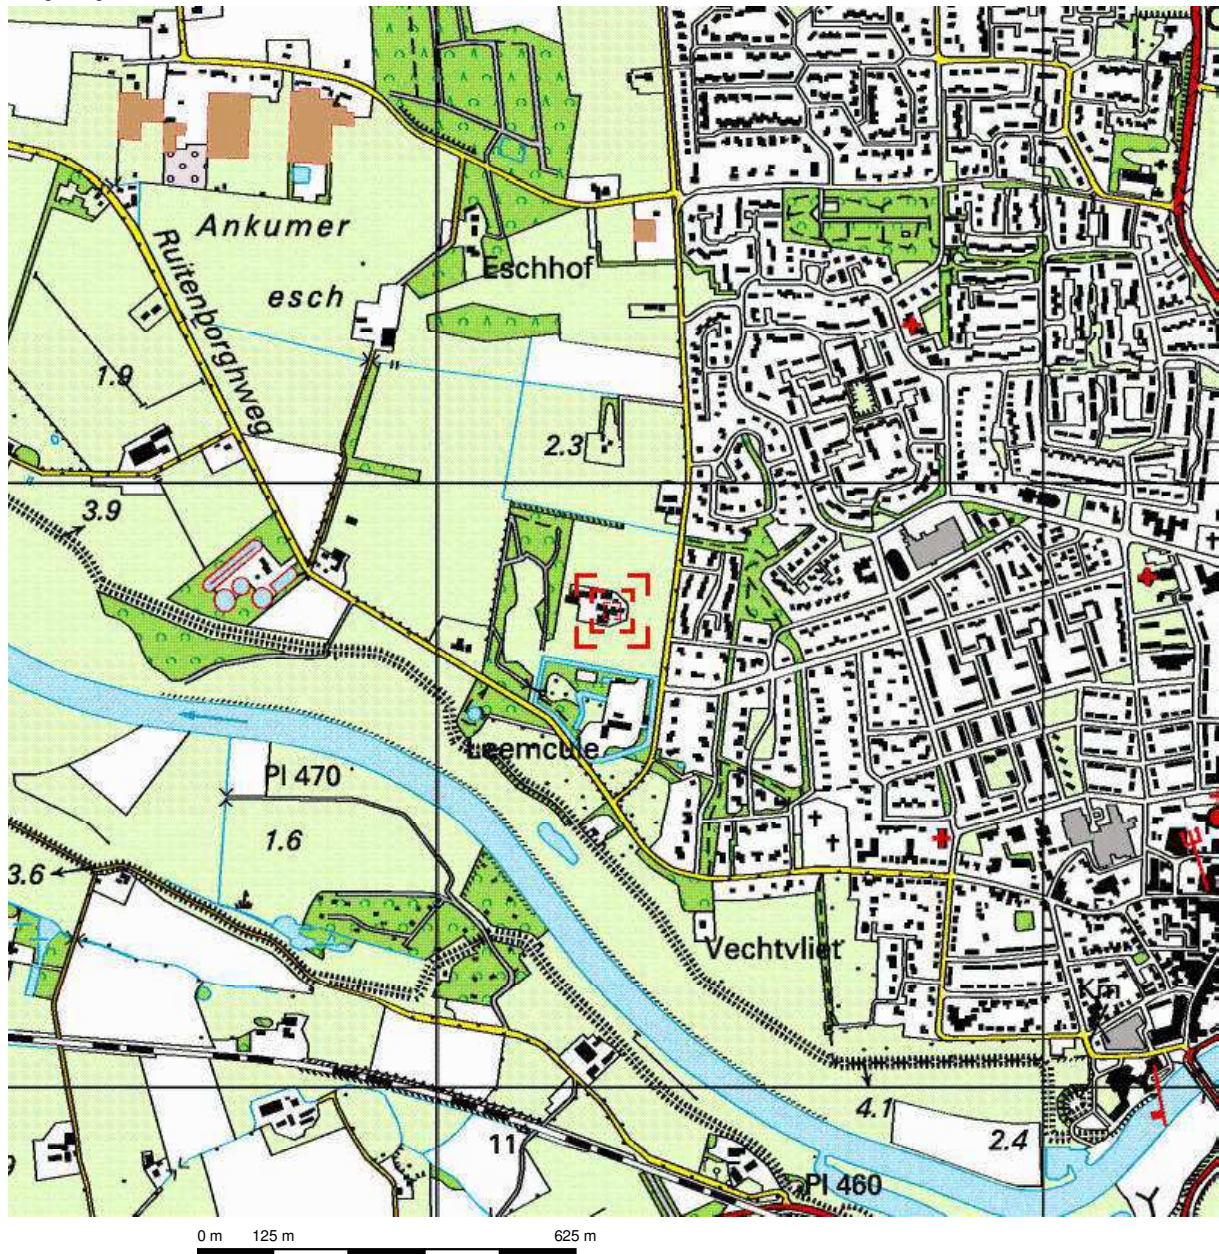 Ankumer
esch
Ruitenborghweg
Eschhof
1.9
2.3
3.9
Leemcule
Pl 470
1.6
3.6
Vechtvliet
Km
4.1
2.4
11
Pl 460
0 m 125 m 625 m